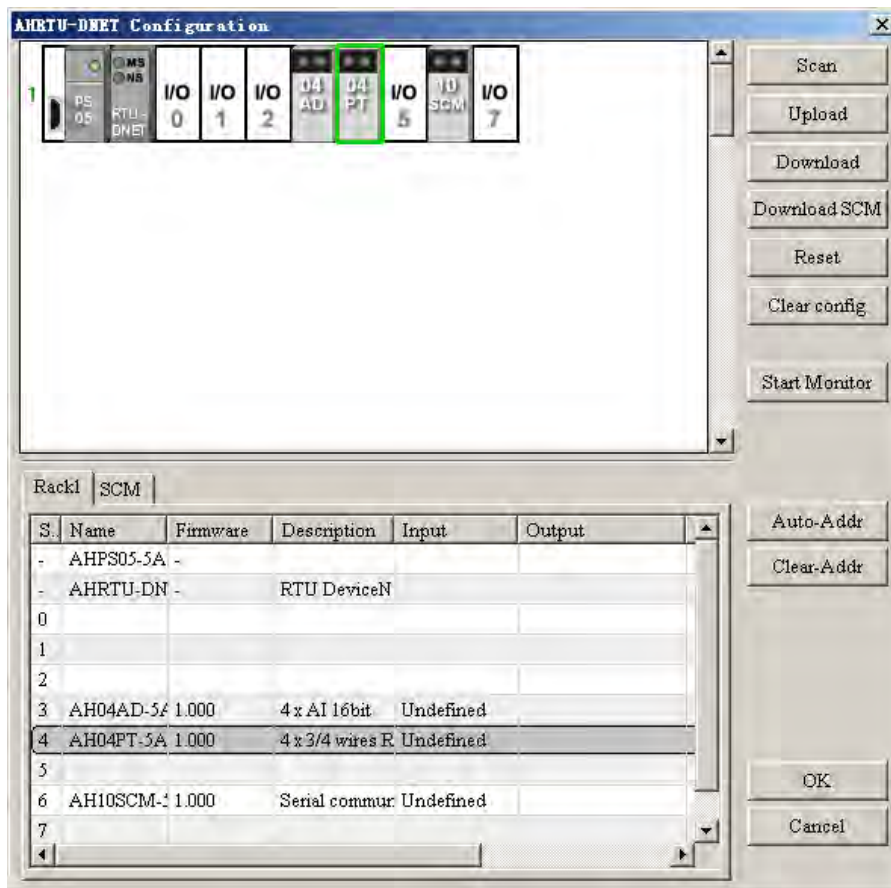 AHRTU-DNET Configuration
1
PS 05
MS
NS
RTU-DNET
I/O 0
I/O 1
I/O 2
04 AD
04 PT
I/O 5
10 SCM
I/O 7
Scan
Upload
Download
Download SCM
Reset
Clear config
Start Monitor
Rack1 SCM
S.. Name Firmware Description Input Output
- AHPS05-5A -
- AHRTU-DN - RTU DeviceN
0
1
2
3 AH04AD-5A 1.000 4 x AI 16bit Undefined
4 AH04PT-5A 1.000 4 x 3/4 wires R Undefined
5
6 AH10SCM-5 1.000 Serial commun Undefined
7
Auto-Addr
Clear-Addr
OK
Cancel